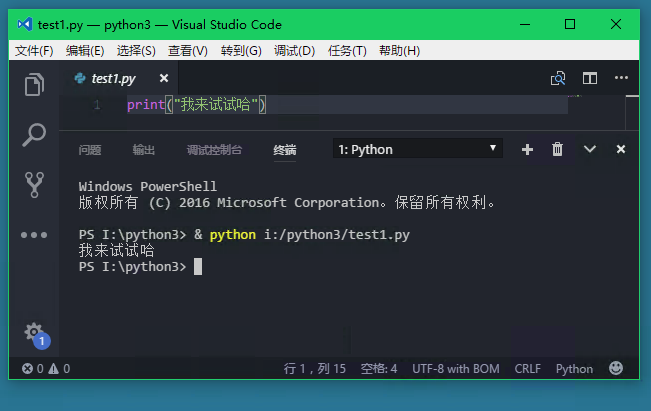 test1.py — python3 — Visual Studio Code
文件(F) 编辑(E) 选择(S) 查看(V) 转到(G) 调试(D) 任务(T) 帮助(H)
test1.py
1 print("我来试试哈")
问题 输出 调试控制台 终端 1: Python
Windows PowerShell
版权所有 (C) 2016 Microsoft Corporation。保留所有权利。
PS I:\python3> & python i:/python3/test1.py
我来试试哈
PS I:\python3>
1
0 0 行 1，列 15 空格: 4 UTF-8 with BOM CRLF Python